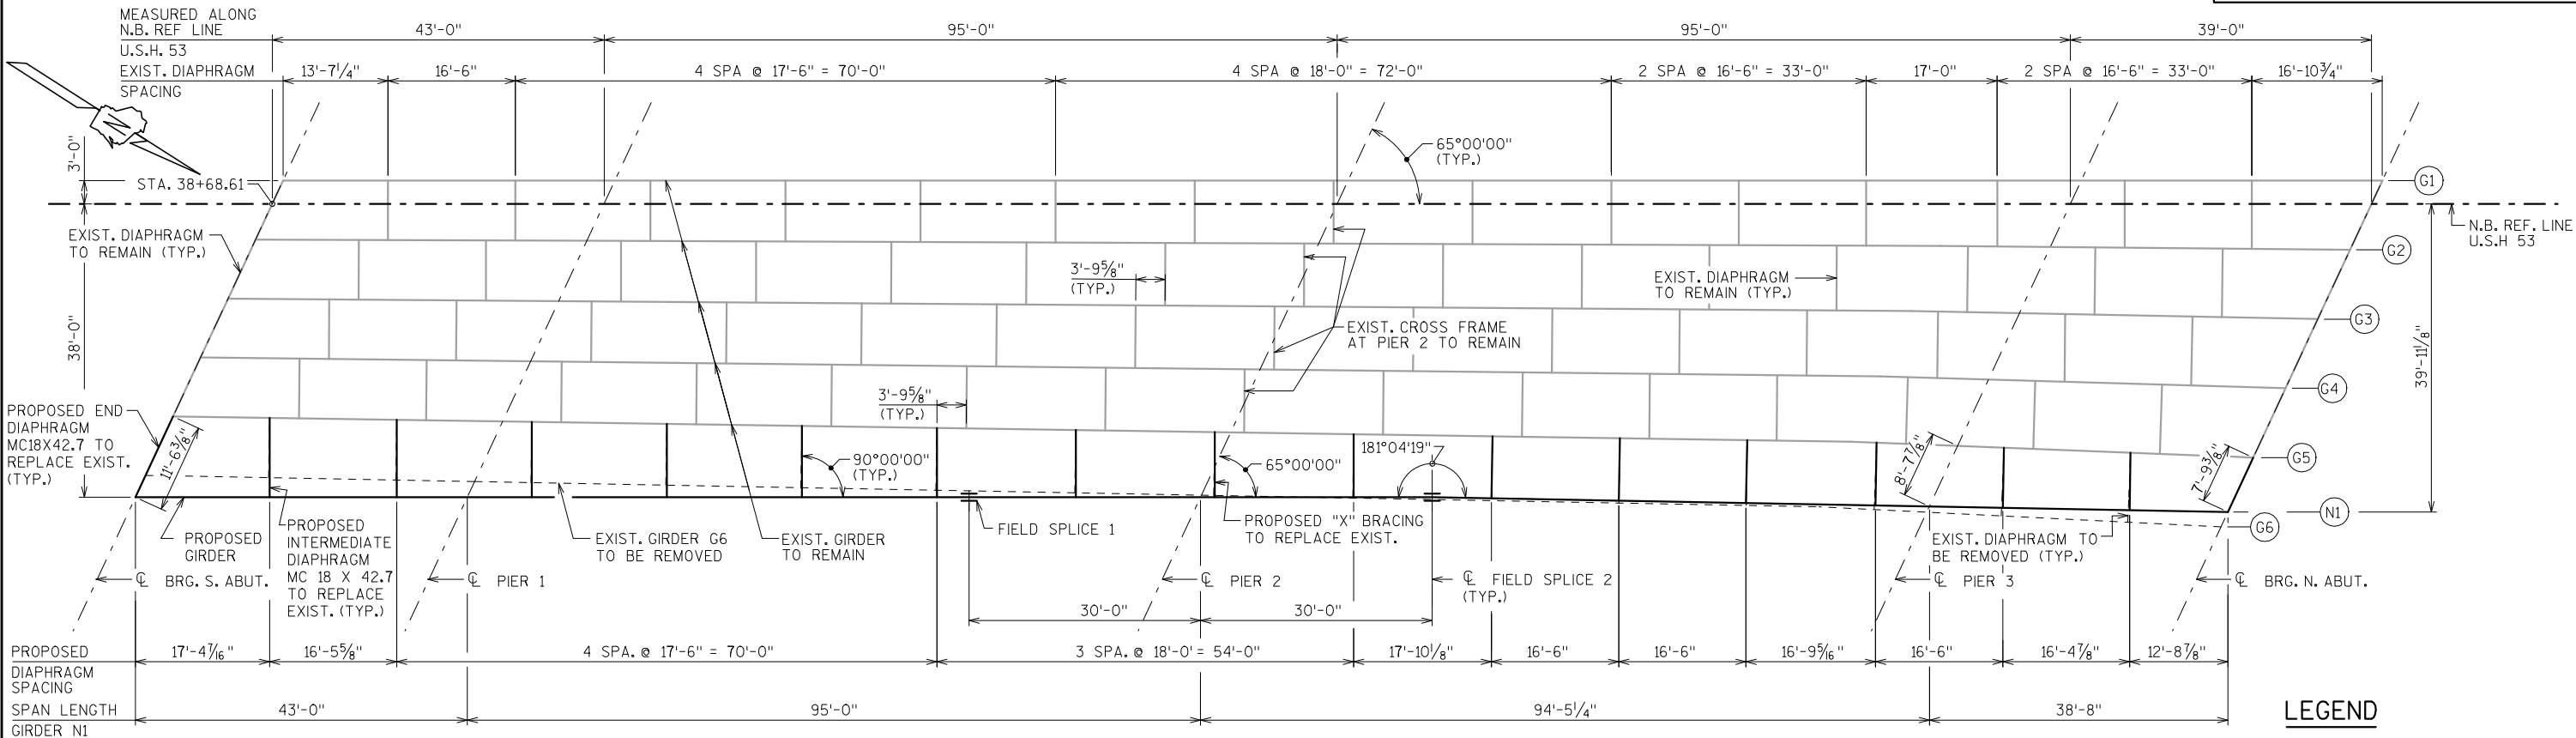 MEASURED ALONG
N.B. REF LINE
U.S.H. 53
43'-0"
95'-0"
95'-0"
39'-0"
EXIST. DIAPHRAGM
SPACING
13'-7¼"
16'-6"
4 SPA @ 17'-6" = 70'-0"
4 SPA @ 18'-0" = 72'-0"
2 SPA @ 16'-6" = 33'-0"
17'-0"
2 SPA @ 16'-6" = 33'-0"
16'-10¾"
N
3'-0"
65°00'00"
(TYP.)
STA. 38+68.61
G1
N.B. REF. LINE
U.S.H 53
EXIST. DIAPHRAGM
TO REMAIN (TYP.)
G2
3'-9⅝"
(TYP.)
EXIST. DIAPHRAGM
TO REMAIN (TYP.)
38'-0"
G3
EXIST. CROSS FRAME
AT PIER 2 TO REMAIN
39'-11⅛"
G4
3'-9⅝"
(TYP.)
PROPOSED END
DIAPHRAGM
MC18X42.7 TO
REPLACE EXIST.
(TYP.)
11'-6⅜"
90°00'00"
(TYP.)
65°00'00"
181°04'19"
8'-7⅞"
7'-9⅜"
G5
N1
G6
PROPOSED
GIRDER
PROPOSED
INTERMEDIATE
DIAPHRAGM
MC 18 X 42.7
TO REPLACE
EXIST. (TYP.)
EXIST. GIRDER G6
TO BE REMOVED
EXIST. GIRDER
TO REMAIN
FIELD SPLICE 1
PROPOSED "X" BRACING
TO REPLACE EXIST.
EXIST. DIAPHRAGM TO
BE REMOVED (TYP.)
℄ BRG. S. ABUT.
℄ PIER 1
℄ PIER 2
℄ FIELD SPLICE 2
(TYP.)
℄ PIER 3
℄ BRG. N. ABUT.
30'-0"
30'-0"
PROPOSED
DIAPHRAGM
SPACING
17'-4⁷⁄₁₆"
16'-5⅝"
4 SPA. @ 17'-6" = 70'-0"
3 SPA. @ 18'-0' = 54'-0"
17'-10⅛"
16'-6"
16'-6"
16'-9⁵⁄₁₆"
16'-6"
16'-4⅞"
12'-8⅞"
SPAN LENGTH
GIRDER N1
43'-0"
95'-0"
94'-5¼"
38'-8"
LEGEND